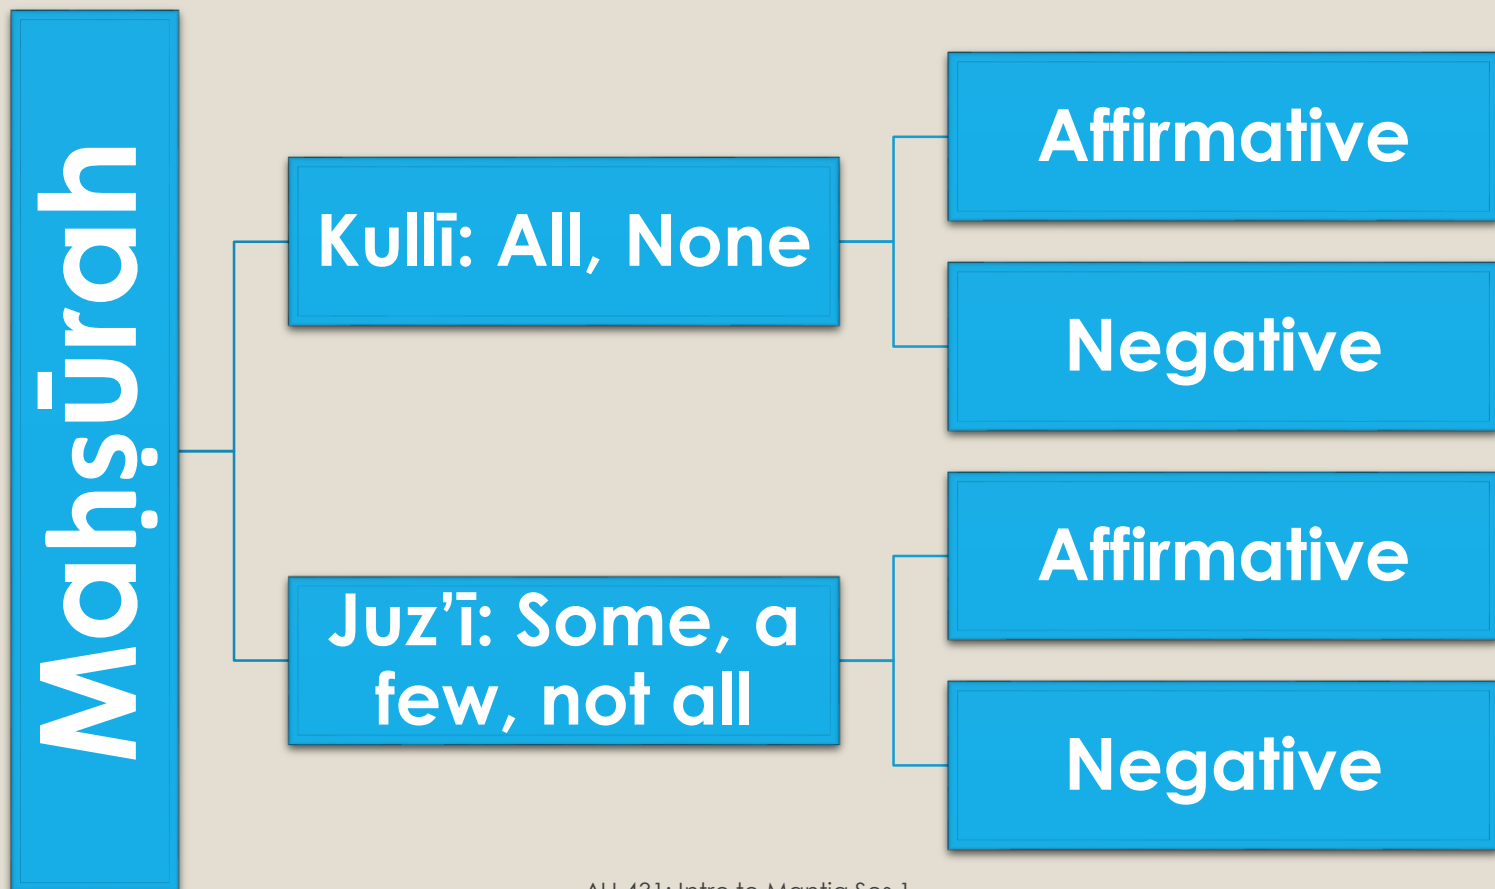 Maḥṣūrah
Kullī: All, None
Affirmative
Negative
Juz’ī: Some, a
few, not all
Affirmative
Negative